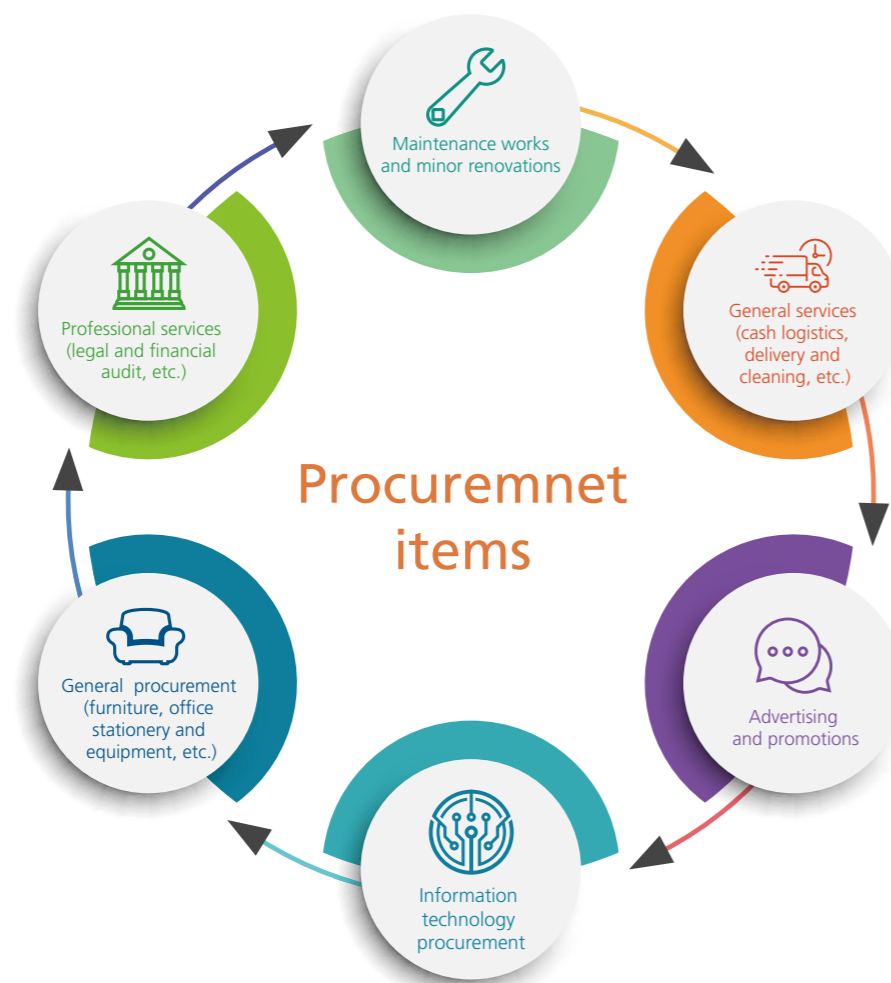 Maintenance works
and minor renovations
General services
(cash logistics,
delivery and
cleaning, etc.)
Advertising
and promotions
Information
technology
procurement
General procurement
(furniture, office
stationery and
equipment, etc.)
Professional services
(legal and financial
audit, etc.)
Procuremnet
items